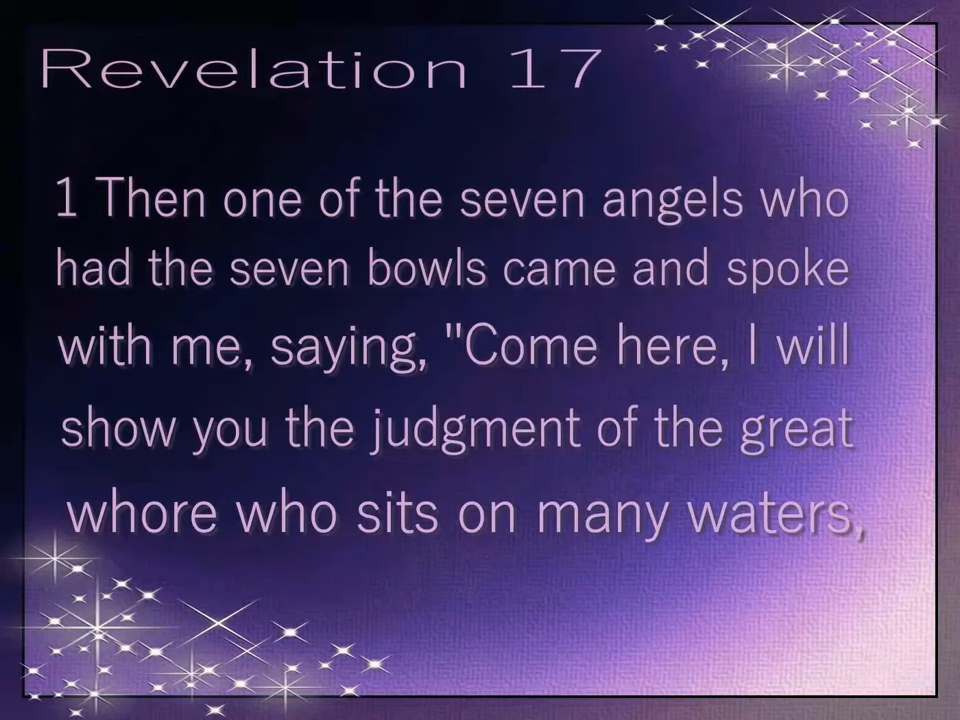 Revelation 17
1 Then one of the seven angels who
had the seven bowls came and spoke
with me, saying, "Come here, I will
show you the judgment of the great
whore who sits on many waters,